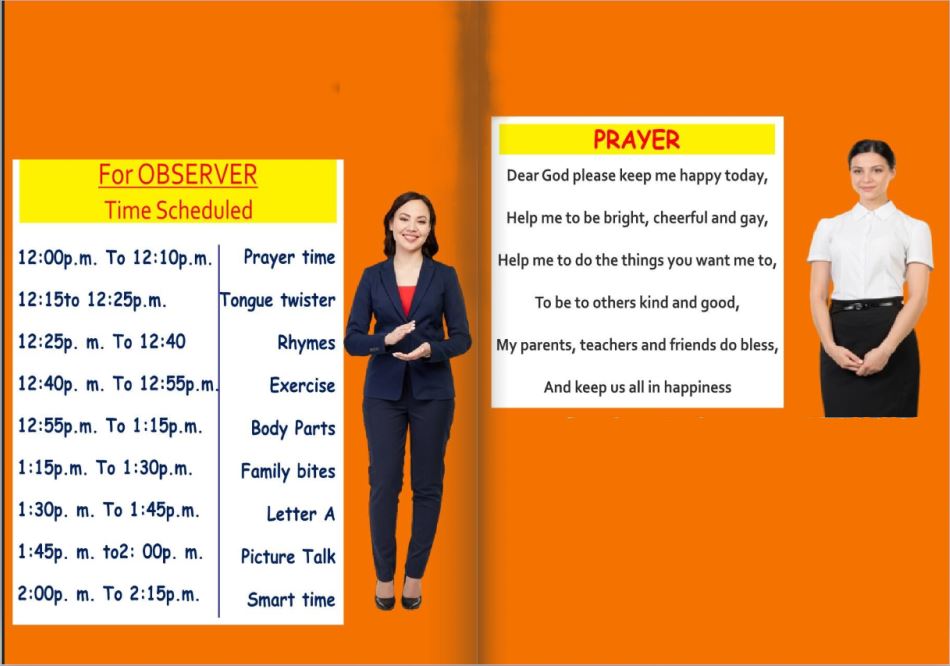 For OBSERVER
Time Scheduled
12:00p.m. To 12:10p.m. Prayer time
12:15to 12:25p.m. Tongue twister
12:25p. m. To 12:40 Rhymes
12:40p. m. To 12:55p.m. Exercise
12:55p.m. To 1:15p.m. Body Parts
1:15p.m. To 1:30p.m. Family bites
1:30p. m. To 1:45p.m. Letter A
1:45p. m. to2: 00p. m. Picture Talk
2:00p. m. To 2:15p.m. Smart time
PRAYER
Dear God please keep me happy today,
Help me to be bright, cheerful and gay,
Help me to do the things you want me to,
To be to others kind and good,
My parents, teachers and friends do bless,
And keep us all in happiness